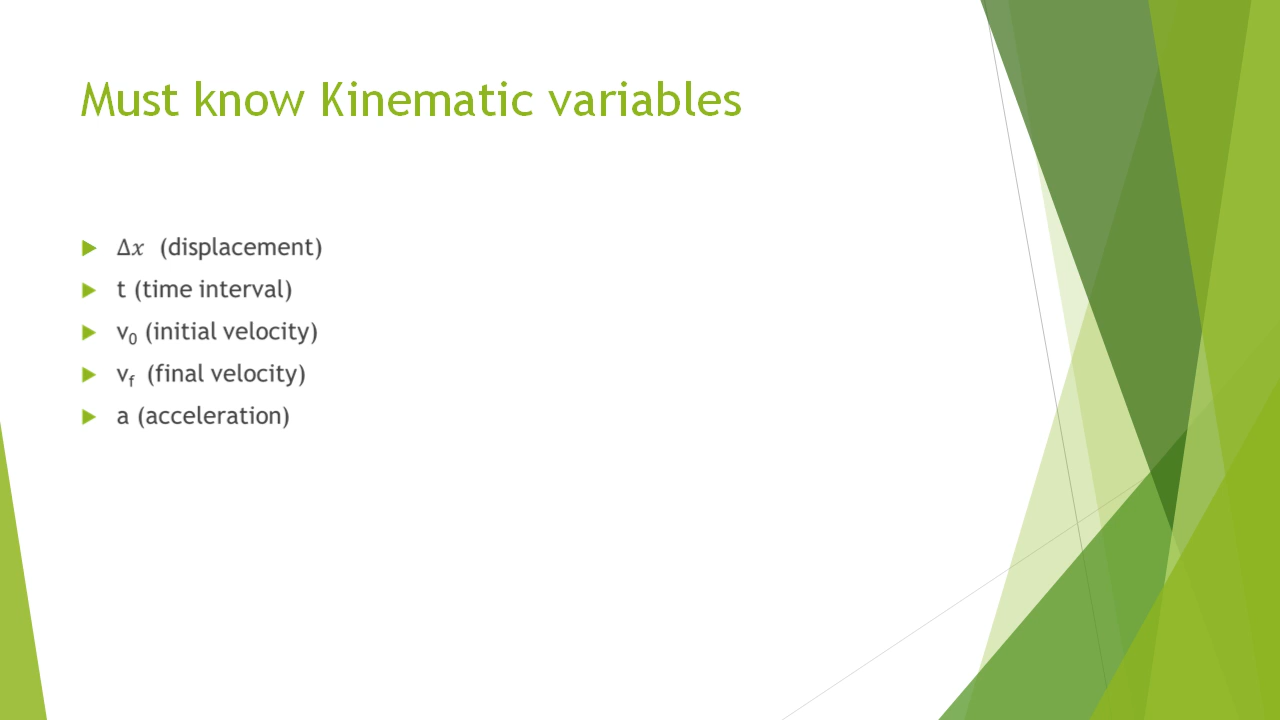 Must know Kinematic variables
Δ𝑥 (displacement)
t (time interval)
v₀ (initial velocity)
v_f (final velocity)
a (acceleration)